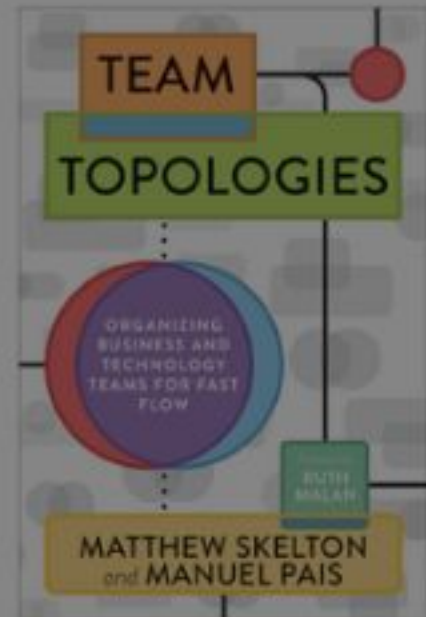 TEAM
TOPOLOGIES
ORGANIZING
BUSINESS AND
TECHNOLOGY
TEAMS FOR FAST
FLOW
RUTH
MALAN
MATTHEW SKELTON
and MANUEL PAIS